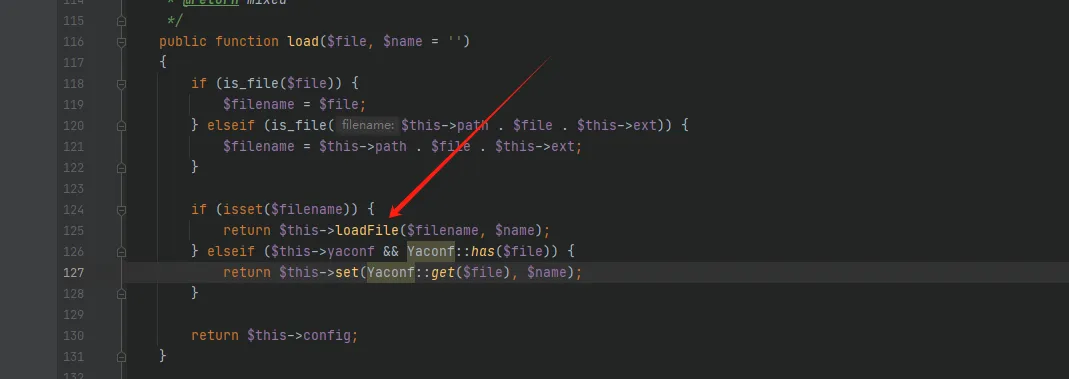 114 * @return mixed
115 */
116 public function load($file, $name = '')
117 {
118 if (is_file($file)) {
119 $filename = $file;
120 } elseif (is_file( filename: $this->path . $file . $this->ext)) {
121 $filename = $this->path . $file . $this->ext;
122 }
123
124 if (isset($filename)) {
125 return $this->loadFile($filename, $name);
126 } elseif ($this->yaconf && Yaconf::has($file)) {
127 return $this->set(Yaconf::get($file), $name);
128 }
129
130 return $this->config;
131 }
132